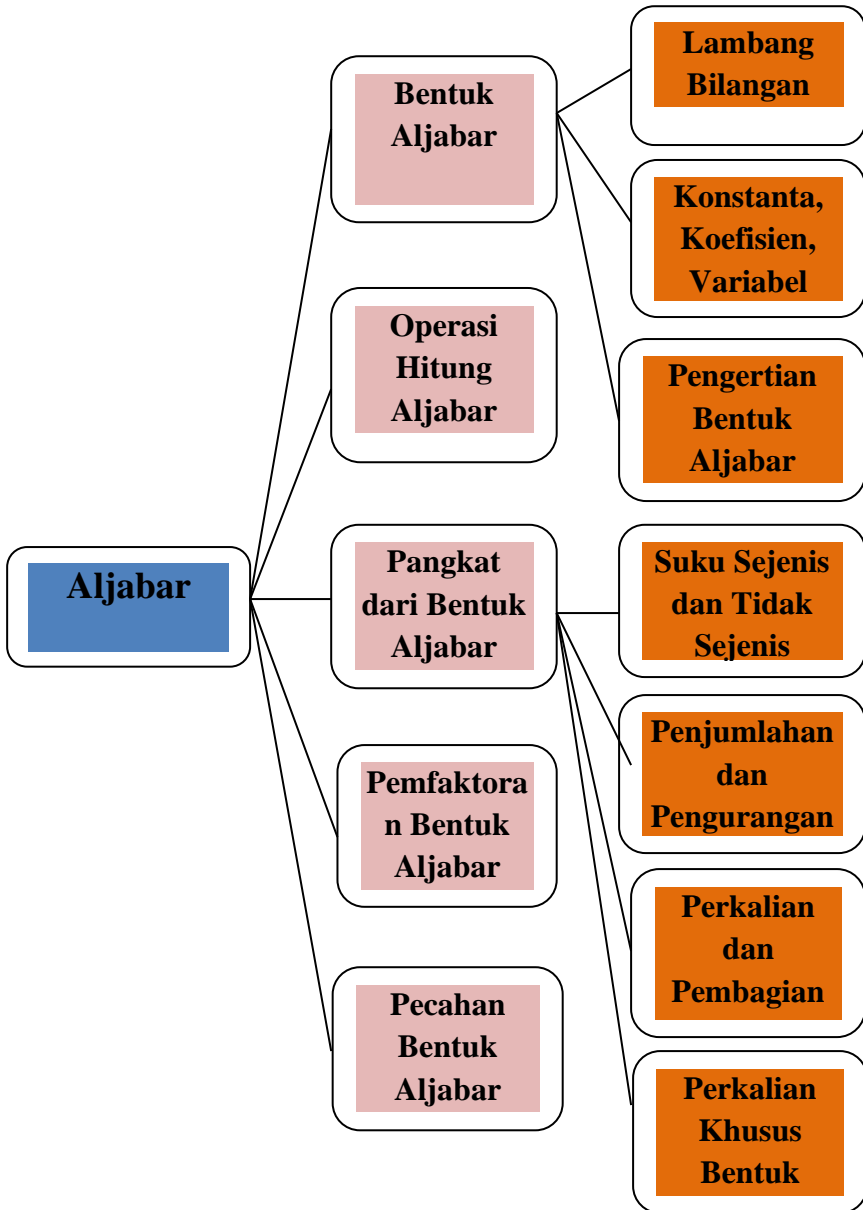 Aljabar
Bentuk
Aljabar
Operasi
Hitung
Aljabar
Pangkat
dari Bentuk
Aljabar
Pemfaktora
n Bentuk
Aljabar
Pecahan
Bentuk
Aljabar
Lambang
Bilangan
Konstanta,
Koefisien,
Variabel
Pengertian
Bentuk
Aljabar
Suku Sejenis
dan Tidak
Sejenis
Penjumlahan
dan
Pengurangan
Perkalian
dan
Pembagian
Perkalian
Khusus
Bentuk